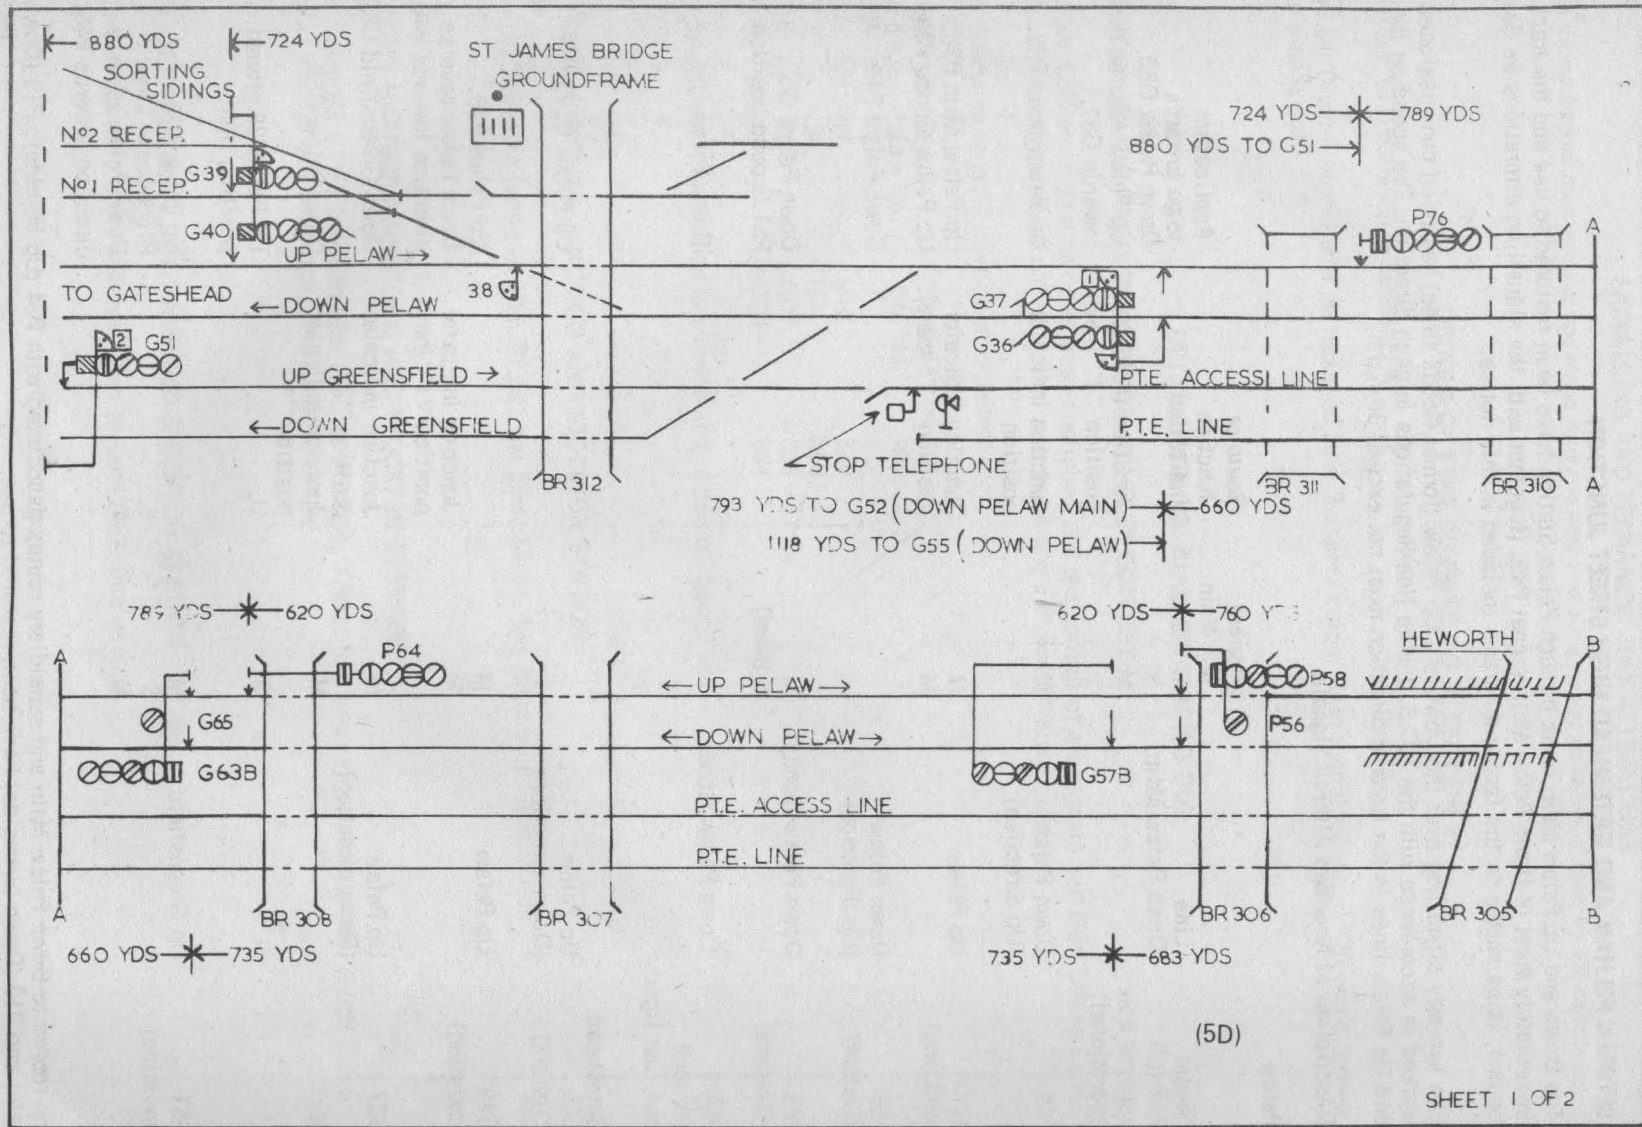 880 YDS
724 YDS
SORTING
SIDINGS
ST JAMES BRIDGE
GROUNDFRAME
724 YDS
789 YDS
880 YDS TO G51
Nº2 RECEP.
Nº1 RECEP.
G39
G40
UP PELAW
P76
A
TO GATESHEAD
DOWN PELAW
38
G37
1
G51
2
G36
UP GREENSFIELD
P.T.E. ACCESS LINE
DOWN GREENSFIELD
P.T.E. LINE
STOP TELEPHONE
BR 312
BR 311
BR 310
A
793 YDS TO G52 (DOWN PELAW MAIN)
660 YDS
1118 YDS TO G55 (DOWN PELAW)
789 YDS
620 YDS
620 YDS
760
HEWORTH
A
P64
B
UP PELAW
P58
G65
DOWN PELAW
P56
G63B
G57B
P.T.E. ACCESS LINE
P.T.E. LINE
A
BR 308
BR 307
BR 306
BR 305
B
660 YDS
735 YDS
735 YDS
683 YDS
(5D)
SHEET 1 OF 2